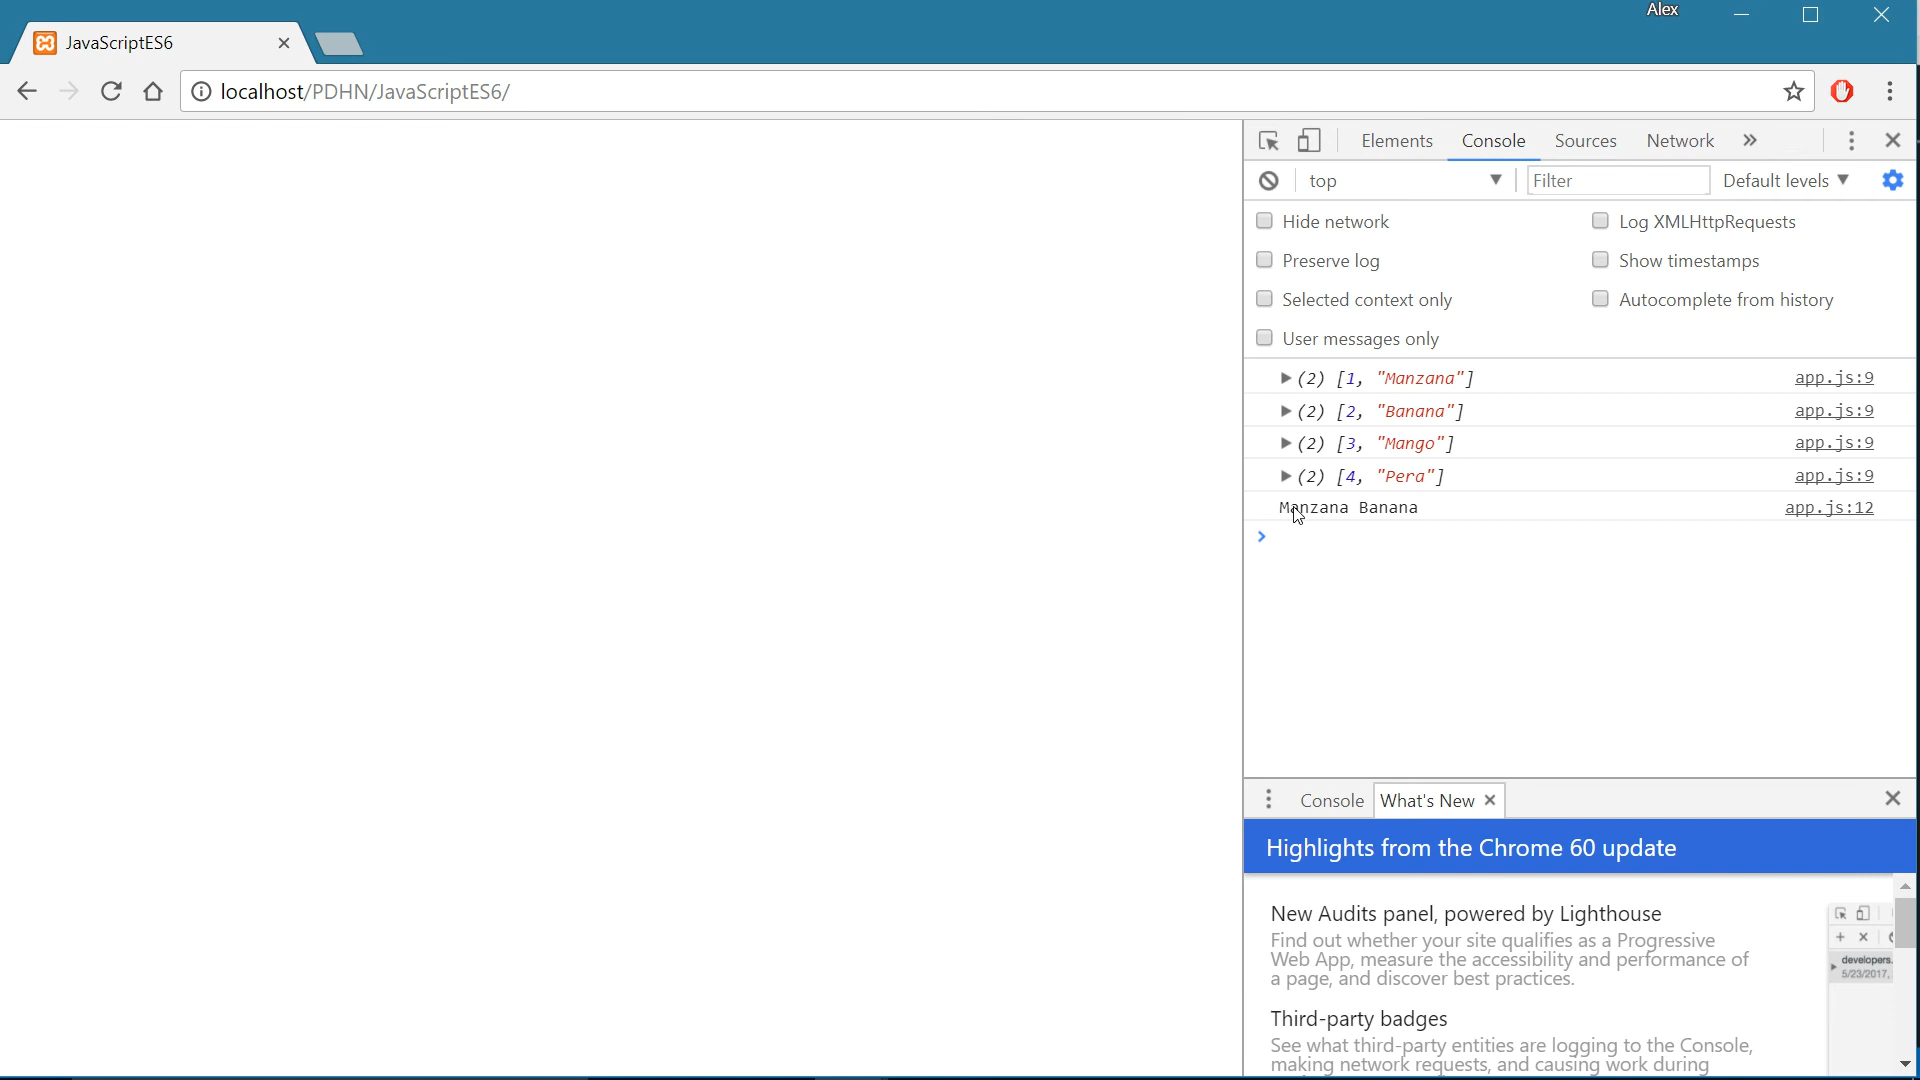 Alex
JavaScriptES6
localhost/PDHN/JavaScriptES6/
Elements Console Sources Network
top Filter Default levels
Hide network Log XMLHttpRequests
Preserve log Show timestamps
Selected context only Autocomplete from history
User messages only
(2) [1, "Manzana"] app.js:9
(2) [2, "Banana"] app.js:9
(2) [3, "Mango"] app.js:9
(2) [4, "Pera"] app.js:9
Manzana Banana app.js:12
Console What's New
Highlights from the Chrome 60 update
New Audits panel, powered by Lighthouse
Find out whether your site qualifies as a Progressive
Web App, measure the accessibility and performance of
a page, and discover best practices.
developers.
5/23/2017,
Third-party badges
See what third-party entities are logging to the Console,
making network requests, and causing work during